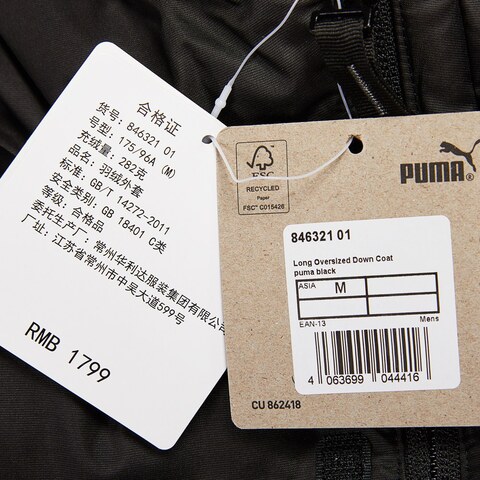 合格证
货号: 846321 01
号型: 175/96A (M)
充绒量: 282克
品名: 羽绒外套
标准: GB/T 14272-2011
安全类别: GB 18401 C类
等级: 合格品
委托生产厂: 常州华利达服装集团有限公司
厂址: 江苏省常州市中吴大道599号
RMB 1799
FSC
RECYCLED
Paper
FSC® C015426
PUMA
846321 01
Long Oversized Down Coat
puma black
ASIA M
EAN-13 Mens
4 063699 044416
CU 862418